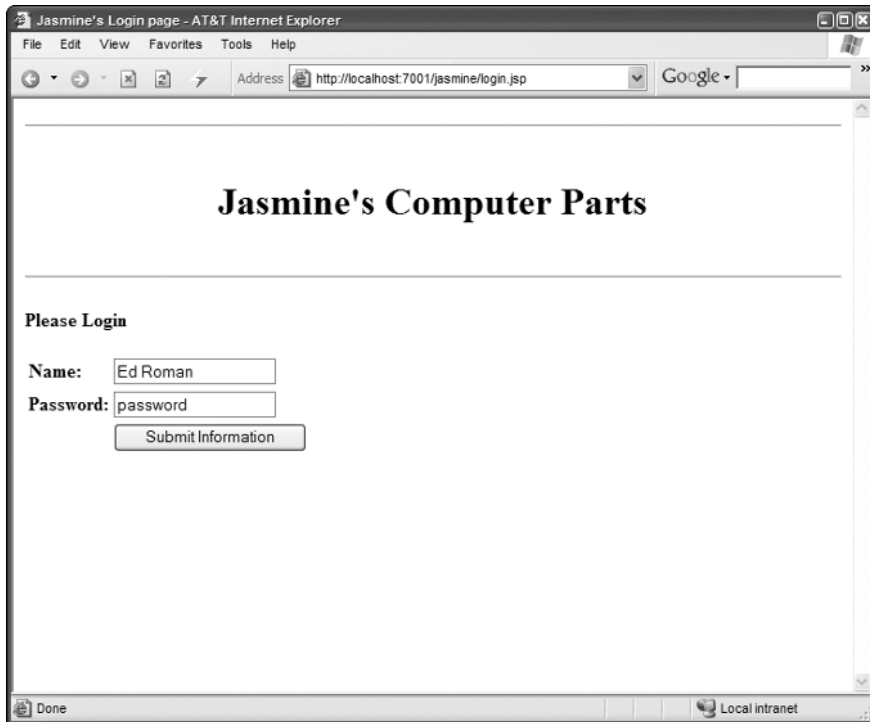 Jasmine's Login page - AT&T Internet Explorer
File Edit View Favorites Tools Help
Address http://localhost:7001/jasmine/login.jsp Google
Jasmine's Computer Parts
Please Login
Name: Ed Roman
Password: password
Submit Information
Done Local intranet